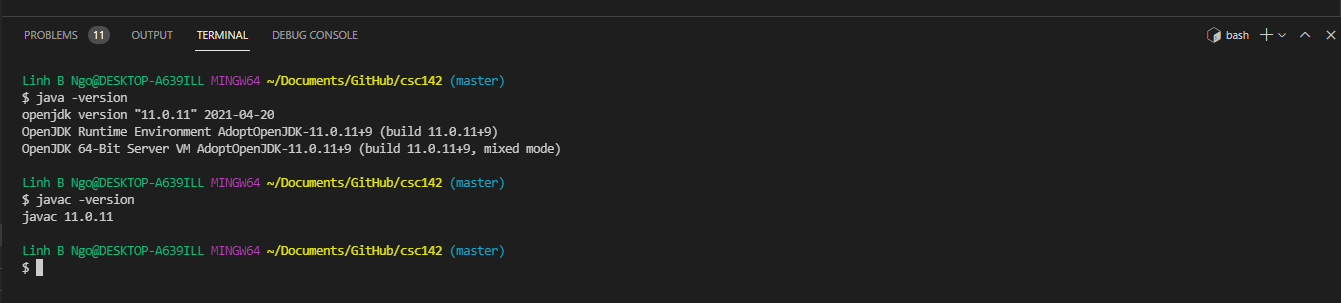 PROBLEMS 11 OUTPUT TERMINAL DEBUG CONSOLE bash
Linh B Ngo@DESKTOP-A639ILL MINGW64 ~/Documents/GitHub/csc142 (master)
$ java -version
openjdk version "11.0.11" 2021-04-20
OpenJDK Runtime Environment AdoptOpenJDK-11.0.11+9 (build 11.0.11+9)
OpenJDK 64-Bit Server VM AdoptOpenJDK-11.0.11+9 (build 11.0.11+9, mixed mode)
Linh B Ngo@DESKTOP-A639ILL MINGW64 ~/Documents/GitHub/csc142 (master)
$ javac -version
javac 11.0.11
Linh B Ngo@DESKTOP-A639ILL MINGW64 ~/Documents/GitHub/csc142 (master)
$